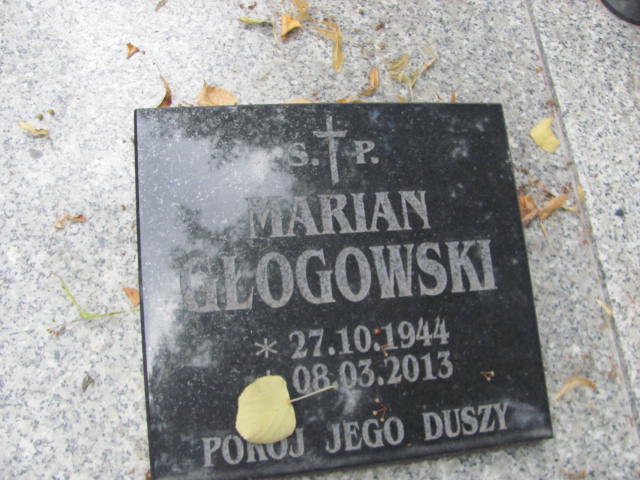 Ś. P.
MARIAN
GŁOGOWSKI
* 27.10.1944
08.03.2013
POKÓJ JEGO DUSZY